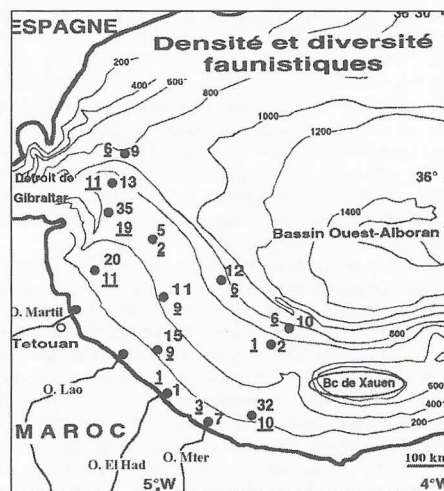 ESPAGNE
36°30'
Densité et diversité
faunistiques
200
400
600
800
1000
1200
6 9
11 13
Détroit de
Gibraltar
36°
35
19
1400
5
2
Bassin Ouest-Alboran
20
11
12
6
11
9
O. Martil
6 10
800
Tetouan
15
9
1 2
Bc de Xauen
600
O. Lao
1
1
400
3 7
32
10
200
MAROC
O. El Had
O. Mter
100 km
5°W
4°W